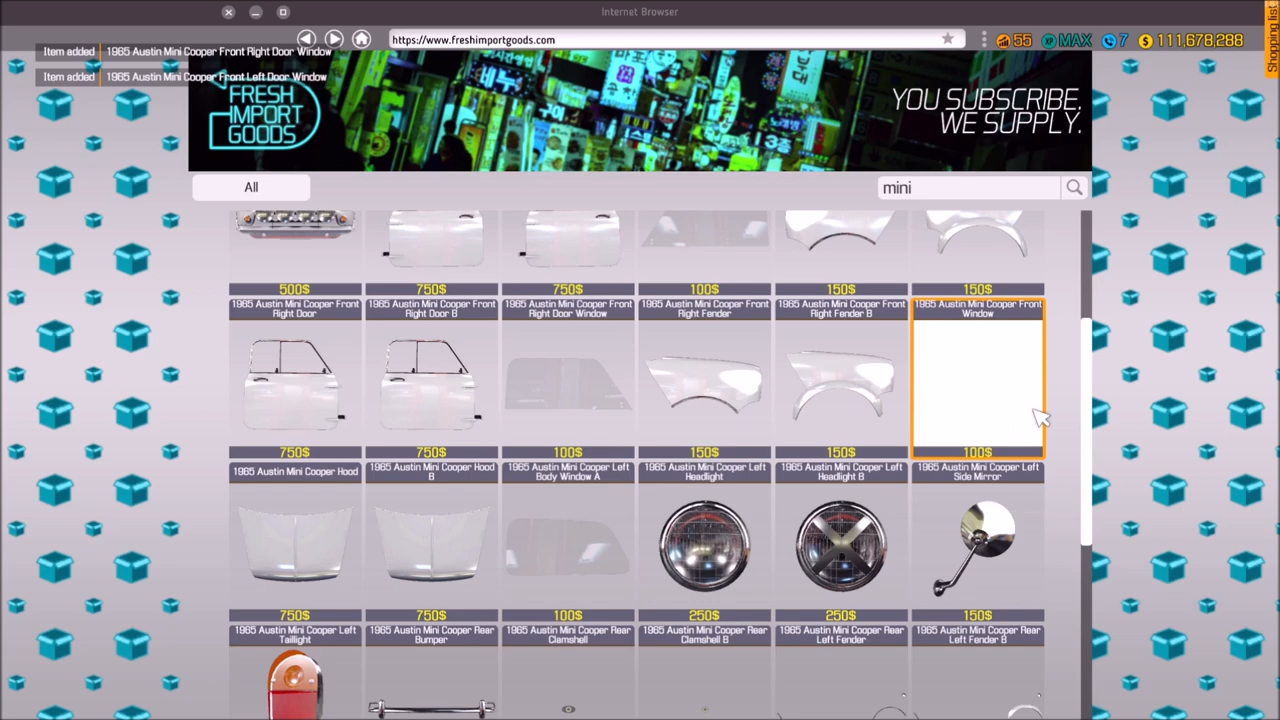 Internet Browser
https://www.freshimportgoods.com
55
XP MAX
7
$ 111,678,288
Shopping list
Item added 1965 Austin Mini Cooper Front Right Door Window
Item added 1965 Austin Mini Cooper Front Left Door Window
FRESH
IMPORT
GOODS
YOU SUBSCRIBE.
WE SUPPLY.
All
mini
500$
750$
750$
100$
150$
150$
1965 Austin Mini Cooper Front
Right Door
1965 Austin Mini Cooper Front
Right Door B
1965 Austin Mini Cooper Front
Right Door Window
1965 Austin Mini Cooper Front
Right Fender
1965 Austin Mini Cooper Front
Right Fender B
1965 Austin Mini Cooper Front
Window
750$
750$
100$
150$
150$
100$
1965 Austin Mini Cooper Hood
1965 Austin Mini Cooper Hood
B
1965 Austin Mini Cooper Left
Body Window A
1965 Austin Mini Cooper Left
Headlight
1965 Austin Mini Cooper Left
Headlight B
1965 Austin Mini Cooper Left
Side Mirror
750$
750$
100$
250$
250$
150$
1965 Austin Mini Cooper Left
Taillight
1965 Austin Mini Cooper Rear
Bumper
1965 Austin Mini Cooper Rear
Clamshell
1965 Austin Mini Cooper Rear
Clamshell B
1965 Austin Mini Cooper Rear
Left Fender
1965 Austin Mini Cooper Rear
Left Fender B